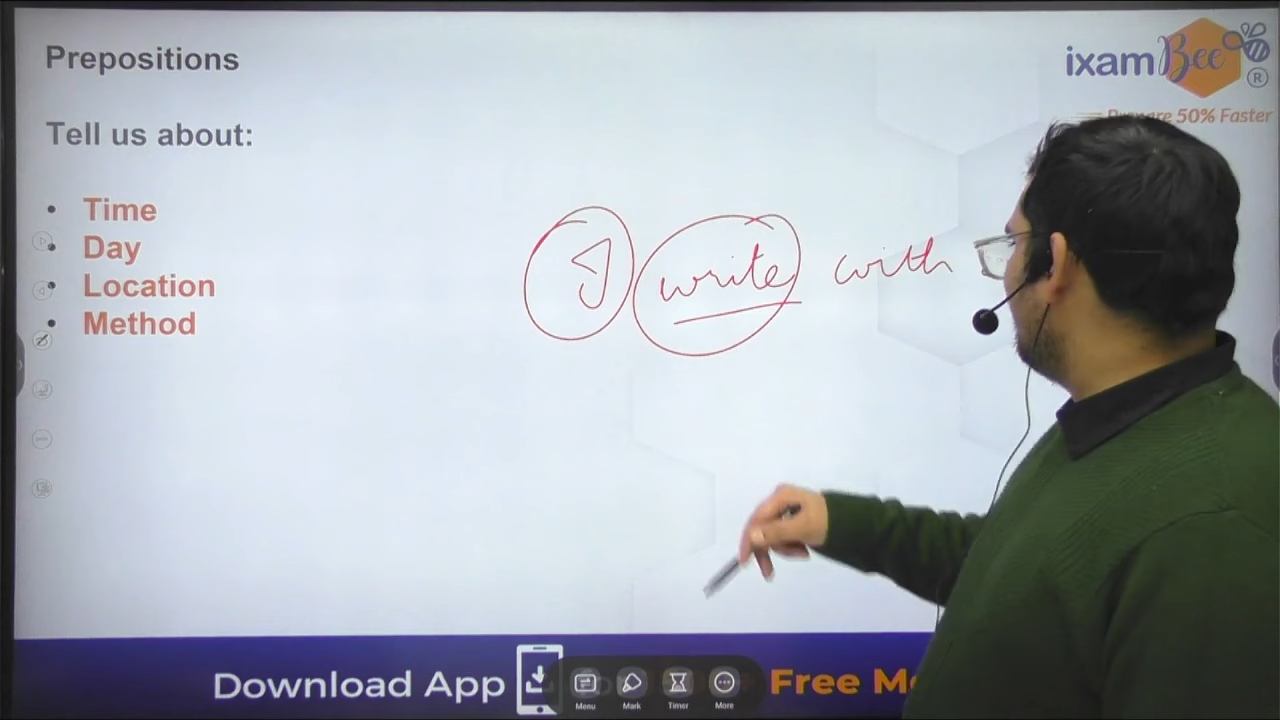 Prepositions
ixamBee
®
50% Faster
Tell us about:
• Time
• Day
• Location
• Method
I write with
Download App
Free
Menu
Mark
Timer
More